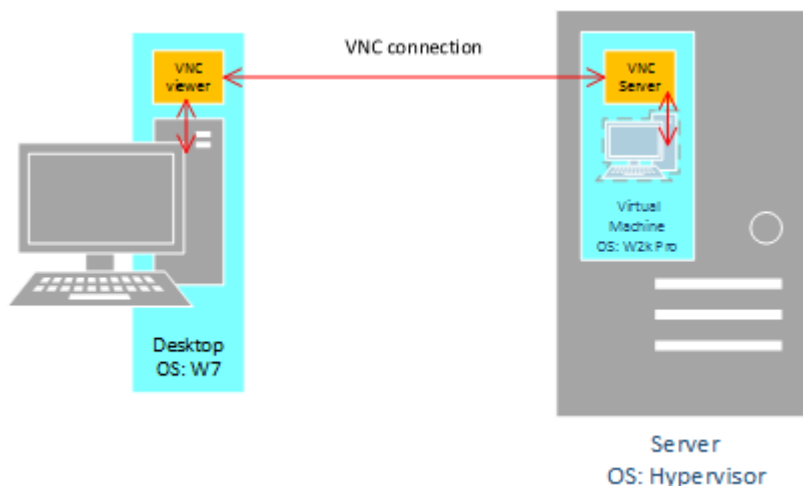 VNC connection
VNC
viewer
VNC
Server
Virtual
Machine
OS: W2k Pro
Desktop
OS: W7
Server
OS: Hypervisor